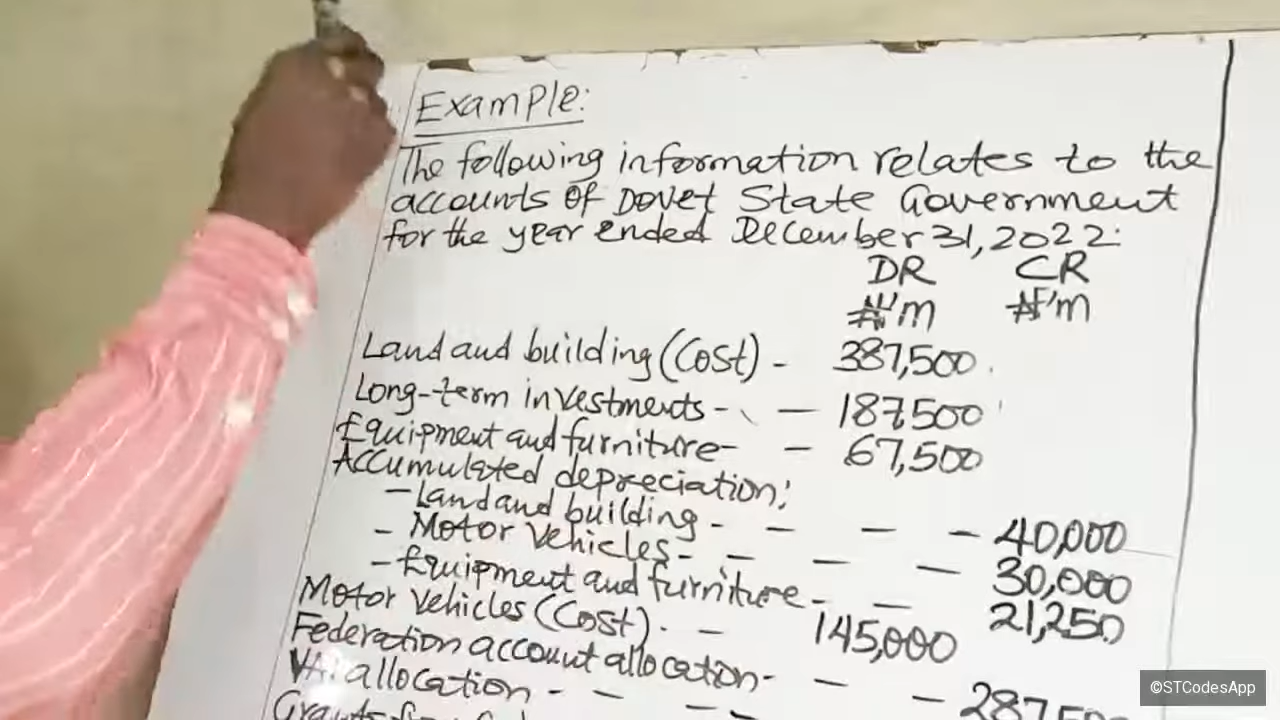 Example:
The following information relates to the
accounts of Dovet State Government
for the year ended December 31, 2022:
DR CR
₦'m ₦'m
Land and building (Cost) - 387,500
Long-term investments - - 187,500
Equipment and furniture - - 67,500
Accumulated depreciation:
- Land and building - - - - 40,000
- Motor vehicles - - - - 30,000
- Equipment and furniture - - 21,250
Motor vehicles (Cost) - - 145,000
Federation account allocation - - - 287,500
VAT allocation - - - -
©STCodesApp